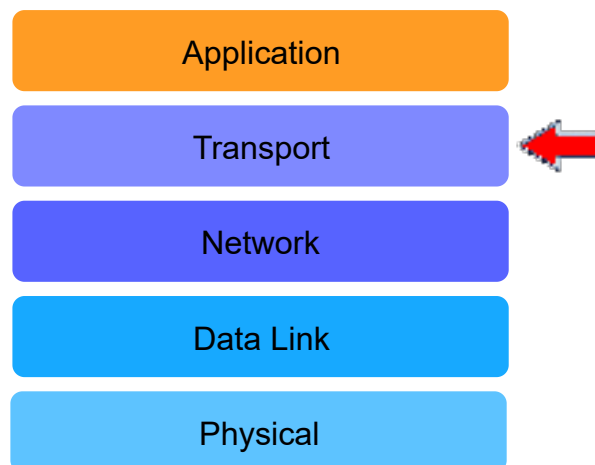 Application
Transport
Network
Data Link
Physical